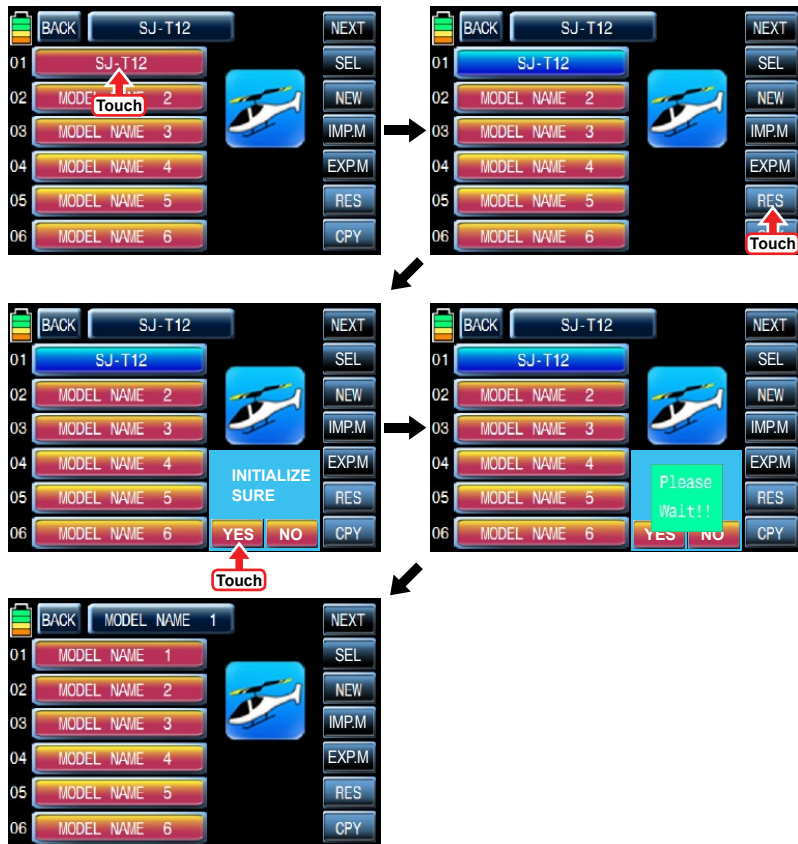 BACK SJ-T12 NEXT
01 SJ-T12 SEL
02 MODEL NAME 2 NEW
Touch
03 MODEL NAME 3 IMP.M
04 MODEL NAME 4 EXP.M
05 MODEL NAME 5 RES
06 MODEL NAME 6 CPY
BACK SJ-T12 NEXT
01 SJ-T12 SEL
02 MODEL NAME 2 NEW
03 MODEL NAME 3 IMP.M
04 MODEL NAME 4 EXP.M
05 MODEL NAME 5 RES
06 MODEL NAME 6
Touch
BACK SJ-T12 NEXT
01 SJ-T12 SEL
02 MODEL NAME 2 NEW
03 MODEL NAME 3 IMP.M
04 MODEL NAME 4 EXP.M
INITIALIZE
SURE
05 MODEL NAME 5 RES
06 MODEL NAME 6 YES NO CPY
Touch
BACK SJ-T12 NEXT
01 SJ-T12 SEL
02 MODEL NAME 2 NEW
03 MODEL NAME 3 IMP.M
04 MODEL NAME 4 EXP.M
Please
Wait!!
05 MODEL NAME 5 RES
06 MODEL NAME 6 YES NO CPY
BACK MODEL NAME 1 NEXT
01 MODEL NAME 1 SEL
02 MODEL NAME 2 NEW
03 MODEL NAME 3 IMP.M
04 MODEL NAME 4 EXP.M
05 MODEL NAME 5 RES
06 MODEL NAME 6 CPY